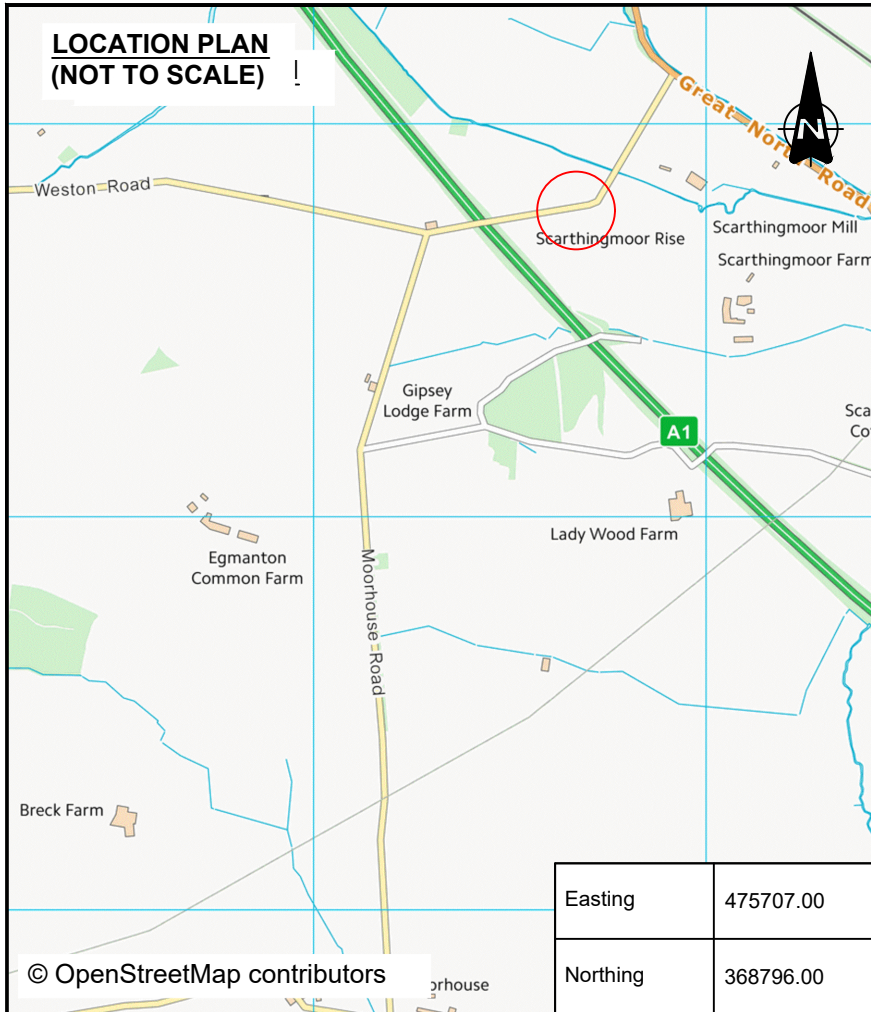 LOCATION PLAN
(NOT TO SCALE)
N
Great North Road
Weston Road
Scarthingmoor Rise
Scarthingmoor Mill
Scarthingmoor Farm
Gipsey
Lodge Farm
A1
Lady Wood Farm
Egmanton
Common Farm
Moorhouse Road
Breck Farm
Easting 475707.00
Northing 368796.00
© OpenStreetMap contributors